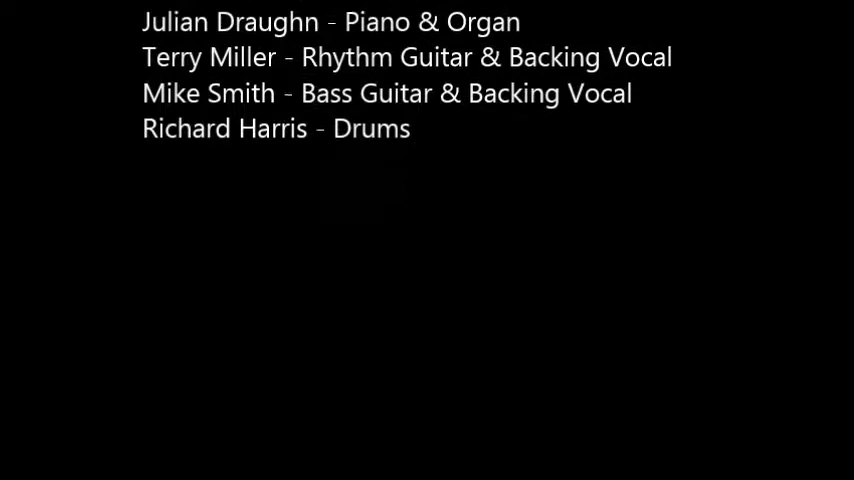 Julian Draughn - Piano & Organ
Terry Miller - Rhythm Guitar & Backing Vocal
Mike Smith - Bass Guitar & Backing Vocal
Richard Harris - Drums